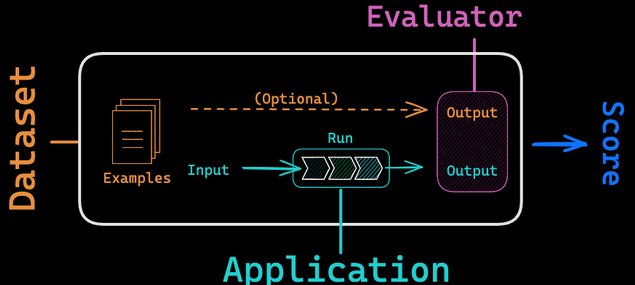 Evaluator
Dataset
(Optional)
Output
Run
Score
Input
Output
Examples
Application